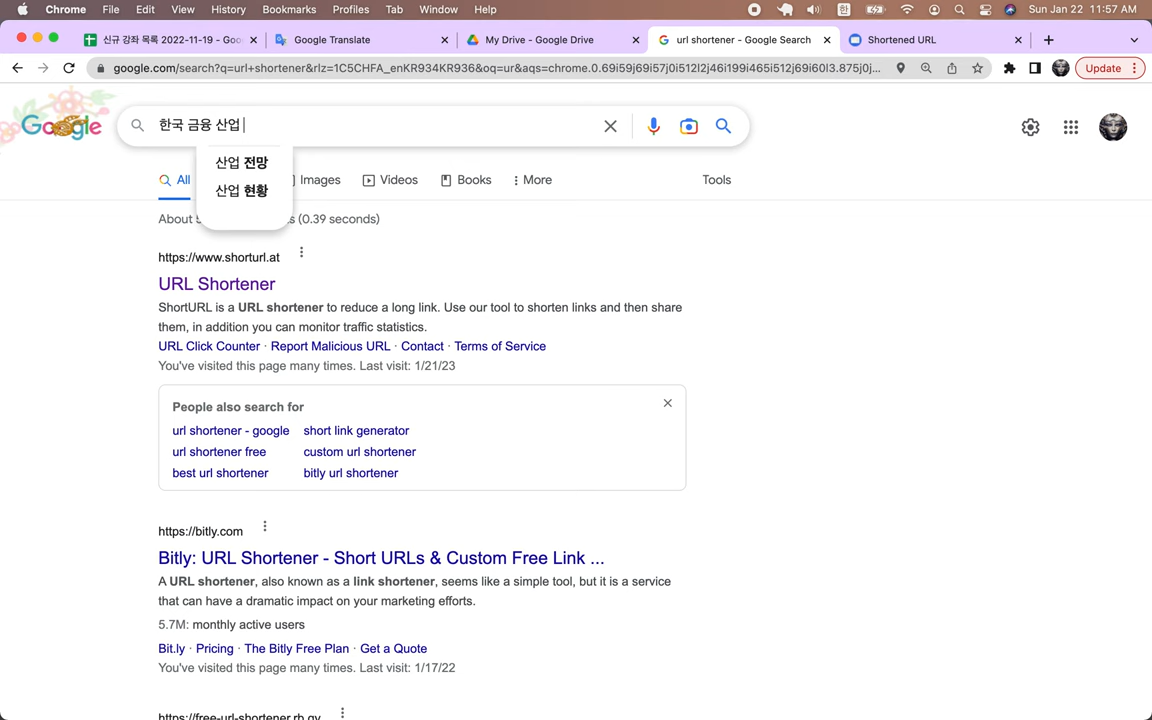 Chrome File Edit View History Bookmarks Profiles Tab Window Help 한 Sun Jan 22 11:57 AM
신규 강좌 목록 2022-11-19 - Goo Google Translate My Drive - Google Drive url shortener - Google Search Shortened URL
google.com/search?q=url+shortener&rlz=1C5CHFA_enKR934KR936&oq=ur&aqs=chrome.0.69i59j69i57j0i512l2j46i199i465i512j69i60l3.875j0j... Update
Google 한국 금융 산업
산업 전망
산업 현황
All Images Videos Books More Tools
About 5 s (0.39 seconds)
https://www.shorturl.at
URL Shortener
ShortURL is a URL shortener to reduce a long link. Use our tool to shorten links and then share
them, in addition you can monitor traffic statistics.
URL Click Counter · Report Malicious URL · Contact · Terms of Service
You've visited this page many times. Last visit: 1/21/23
People also search for
url shortener - google short link generator
url shortener free custom url shortener
best url shortener bitly url shortener
https://bitly.com
Bitly: URL Shortener - Short URLs & Custom Free Link ...
A URL shortener, also known as a link shortener, seems like a simple tool, but it is a service
that can have a dramatic impact on your marketing efforts.
5.7M: monthly active users
Bit.ly · Pricing · The Bitly Free Plan · Get a Quote
You've visited this page many times. Last visit: 1/17/22
https://free-url-shortener.rb.gy